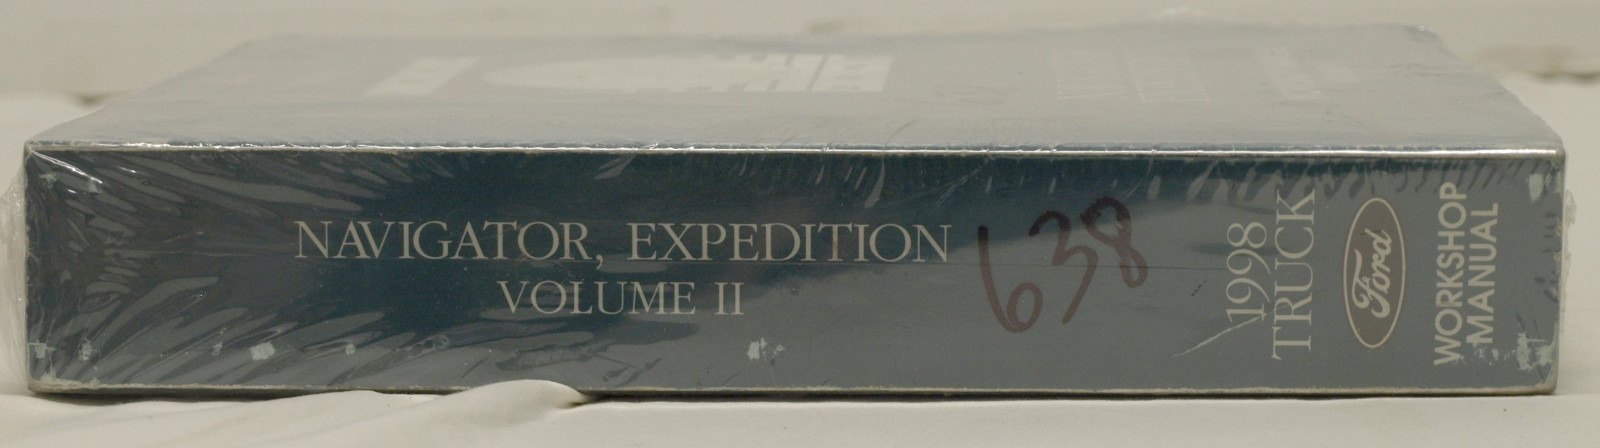 NAVIGATOR, EXPEDITION
VOLUME II
638
1998
TRUCK
Ford
WORKSHOP
MANUAL